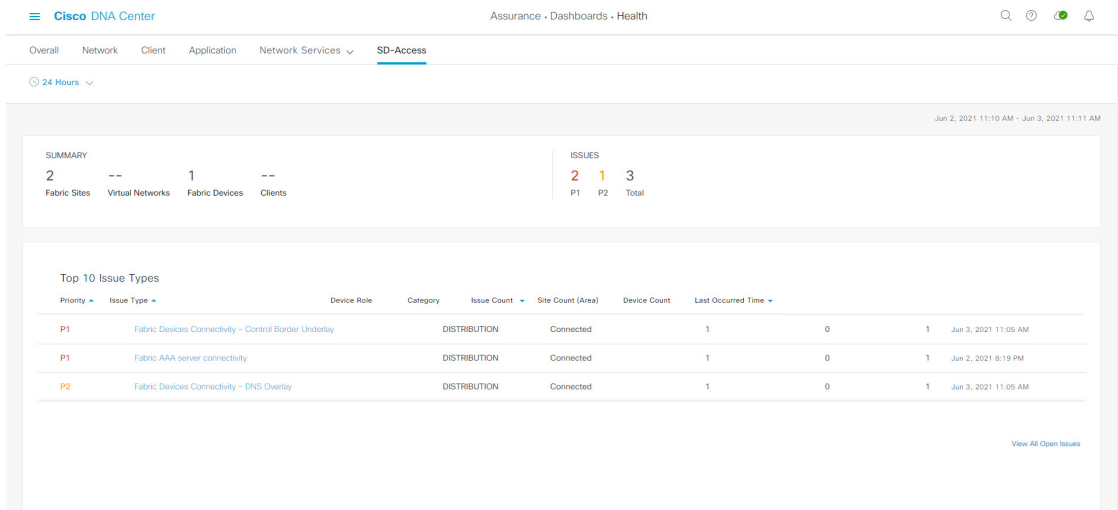 Cisco DNA Center
Assurance • Dashboards • Health
Overall Network Client Application Network Services SD-Access
24 Hours
Jun 2, 2021 11:10 AM - Jun 3, 2021 11:11 AM
SUMMARY
2 -- 1 --
Fabric Sites Virtual Networks Fabric Devices Clients
ISSUES
2 1 3
P1 P2 Total
Top 10 Issue Types
Priority Issue Type Device Role Category Issue Count Site Count (Area) Device Count Last Occurred Time
P1 Fabric Devices Connectivity - Control Border Underlay DISTRIBUTION Connected 1 0 1 Jun 3, 2021 11:05 AM
P1 Fabric AAA server connectivity DISTRIBUTION Connected 1 0 1 Jun 2, 2021 8:19 PM
P2 Fabric Devices Connectivity - DNS Overlay DISTRIBUTION Connected 1 0 1 Jun 3, 2021 11:05 AM
View All Open Issues